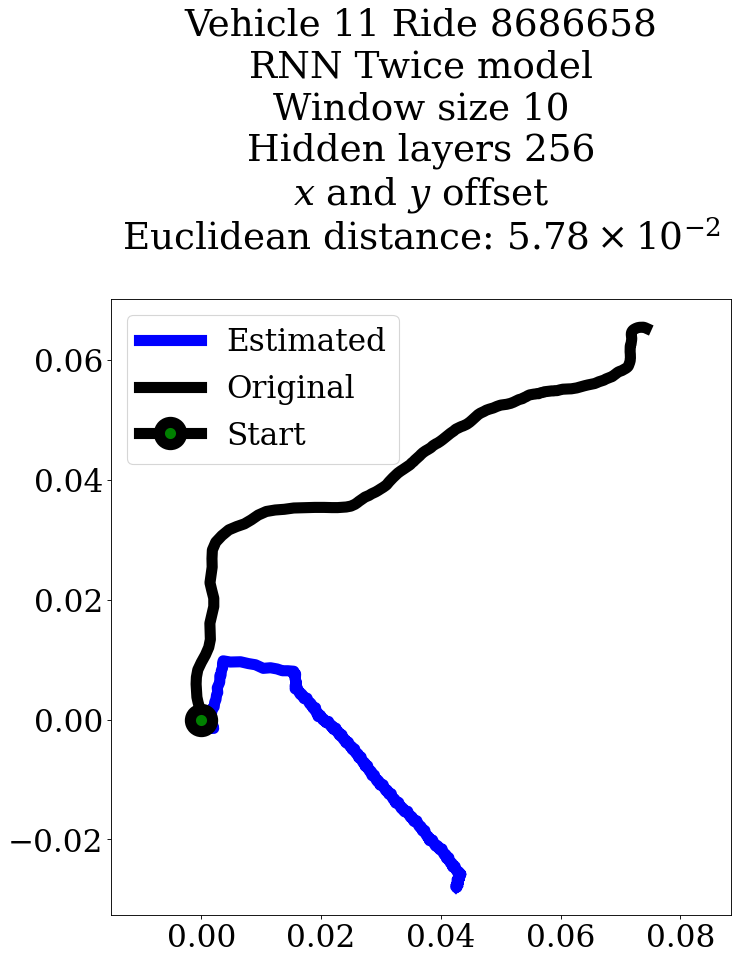 Vehicle 11 Ride 8686658
RNN Twice model
Window size 10
Hidden layers 256
x and y offset
Euclidean distance: 5.78 × 10⁻²
Estimated
Original
Start
0.06
0.04
0.02
0.00
−0.02
0.00 0.02 0.04 0.06 0.08